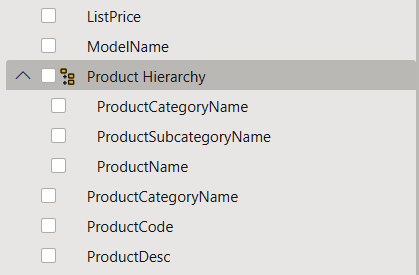 ListPrice
ModelName
Product Hierarchy
ProductCategoryName
ProductSubcategoryName
ProductName
ProductCategoryName
ProductCode
ProductDesc